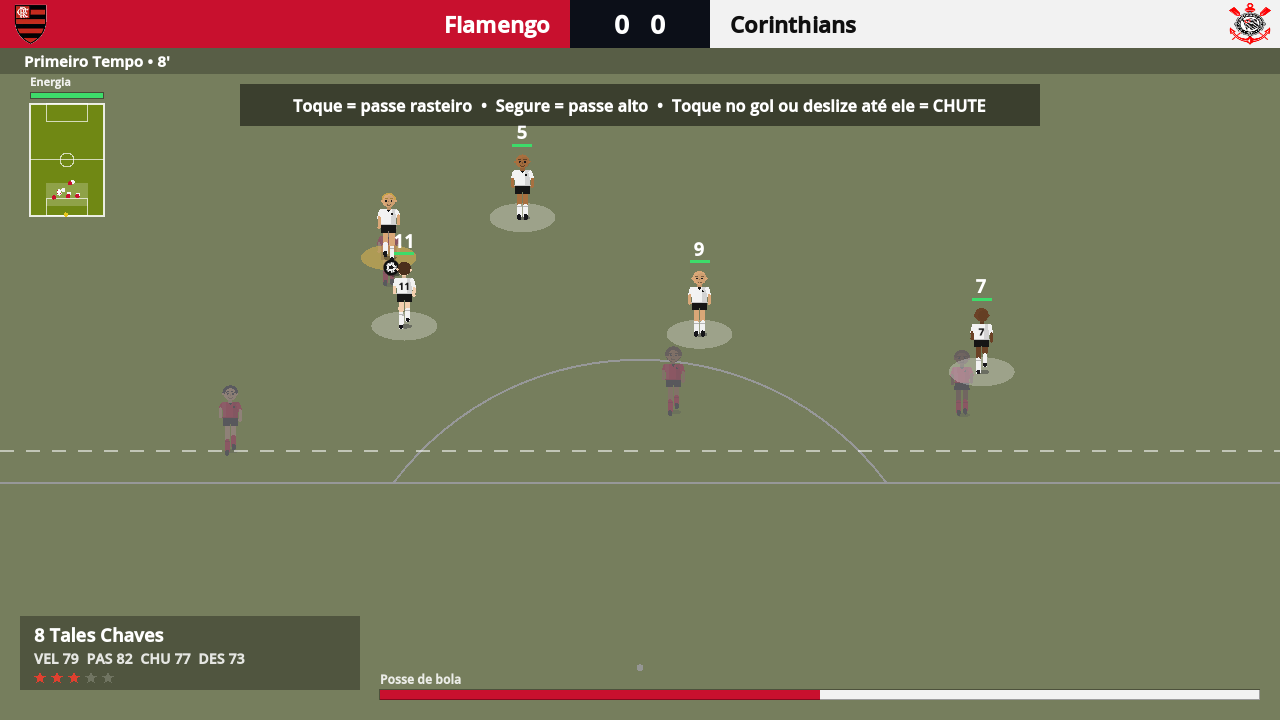 Flamengo 0 0 Corinthians
Primeiro Tempo • 8'
Energia
Toque = passe rasteiro • Segure = passe alto • Toque no gol ou deslize até ele = CHUTE
5
11
9
7
11
7
8 Tales Chaves
VEL 79 PAS 82 CHU 77 DES 73
Posse de bola